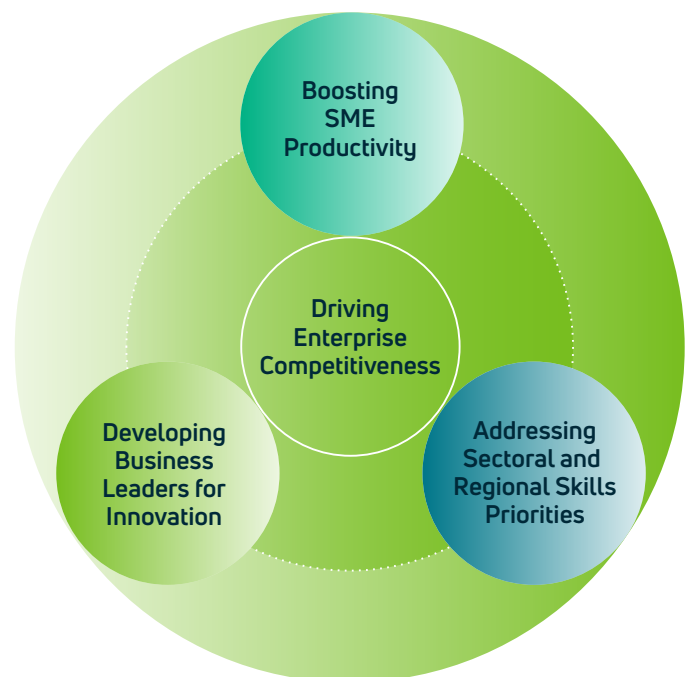 Boosting
SME
Productivity
Driving
Enterprise
Competitiveness
Developing
Business
Leaders for
Innovation
Addressing
Sectoral and
Regional Skills
Priorities